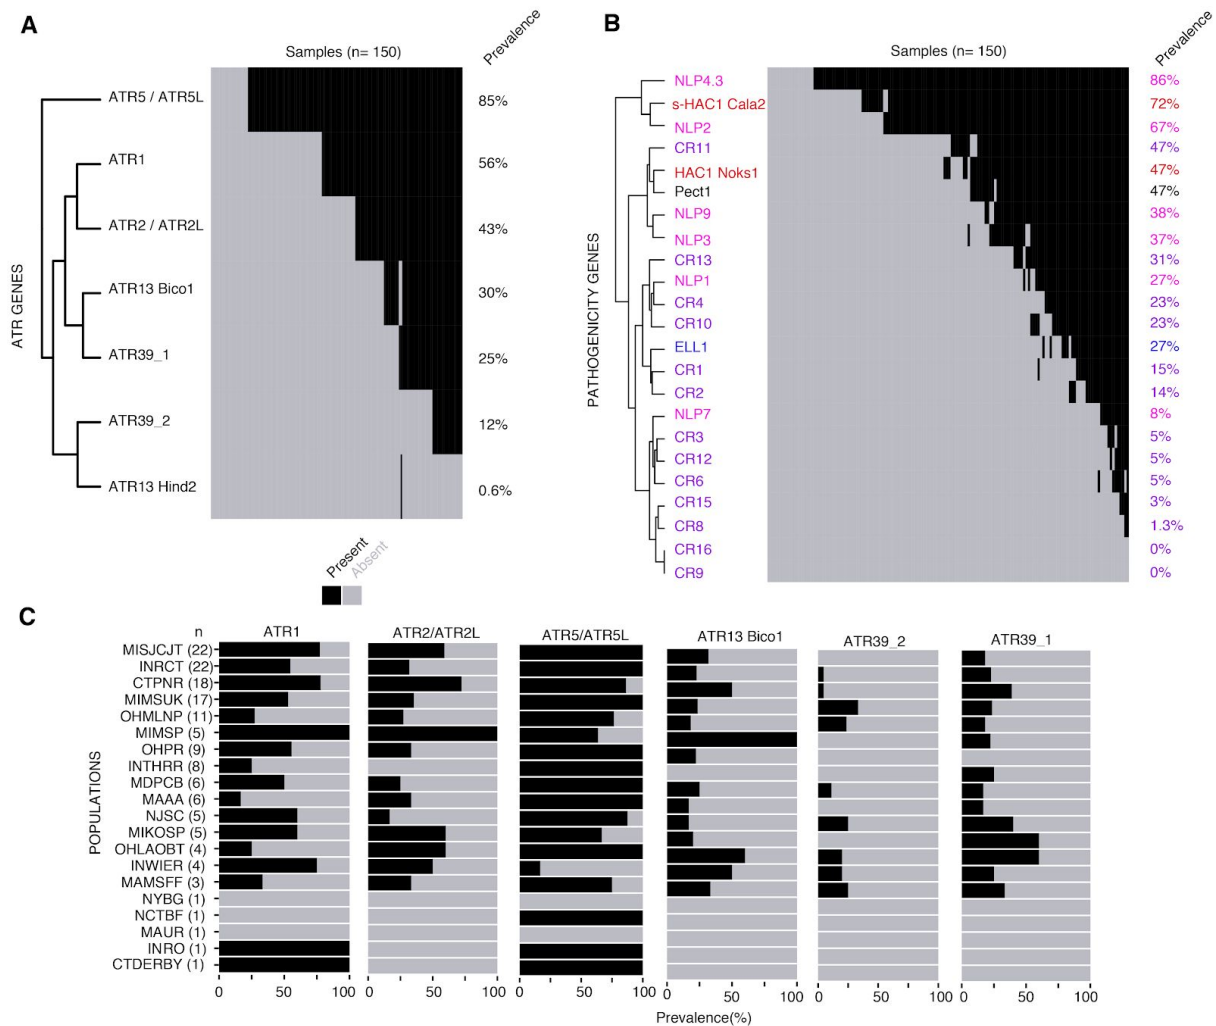 A
Samples (n= 150)
Prevalence
ATR GENES
ATR5 / ATR5L
85%
ATR1
56%
ATR2 / ATR2L
43%
ATR13 Bico1
30%
ATR39_1
25%
ATR39_2
12%
ATR13 Hind2
0.6%
Present
Absent
B
Samples (n= 150)
Prevalence
PATHOGENICITY GENES
NLP4.3
86%
s-HAC1 Cala2
72%
NLP2
67%
CR11
47%
HAC1 Noks1
47%
Pect1
47%
NLP9
38%
NLP3
37%
CR13
31%
NLP1
27%
CR4
23%
CR10
23%
ELL1
27%
CR1
15%
CR2
14%
NLP7
8%
CR3
5%
CR12
5%
CR6
5%
CR15
3%
CR8
1.3%
CR16
0%
CR9
0%
C
n
ATR1
ATR2/ATR2L
ATR5/ATR5L
ATR13 Bico1
ATR39_2
ATR39_1
POPULATIONS
MISJCJT (22)
INRCT (22)
CTPNR (18)
MIMSUK (17)
OHMLNP (11)
MIMSP (5)
OHPR (9)
INTHRR (8)
MDPCB (6)
MAAA (6)
NJSC (5)
MIKOSP (5)
OHLAOBT (4)
INWIER (4)
MAMSFF (3)
NYBG (1)
NCTBF (1)
MAUR (1)
INRO (1)
CTDERBY (1)
0 50 100
0 50 100
0 50 100
0 50 100
0 50 100
0 50 100
Prevalence(%)